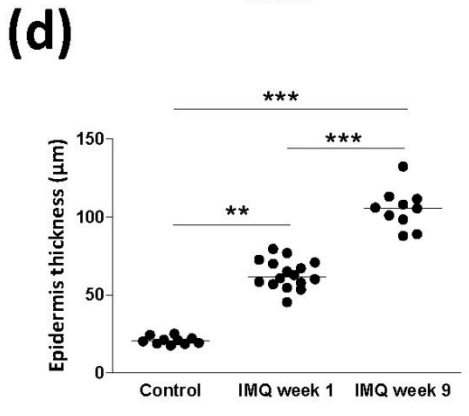 (d)
***
***
**
Epidermis thickness (µm)
150
100
50
0
Control IMQ week 1 IMQ week 9